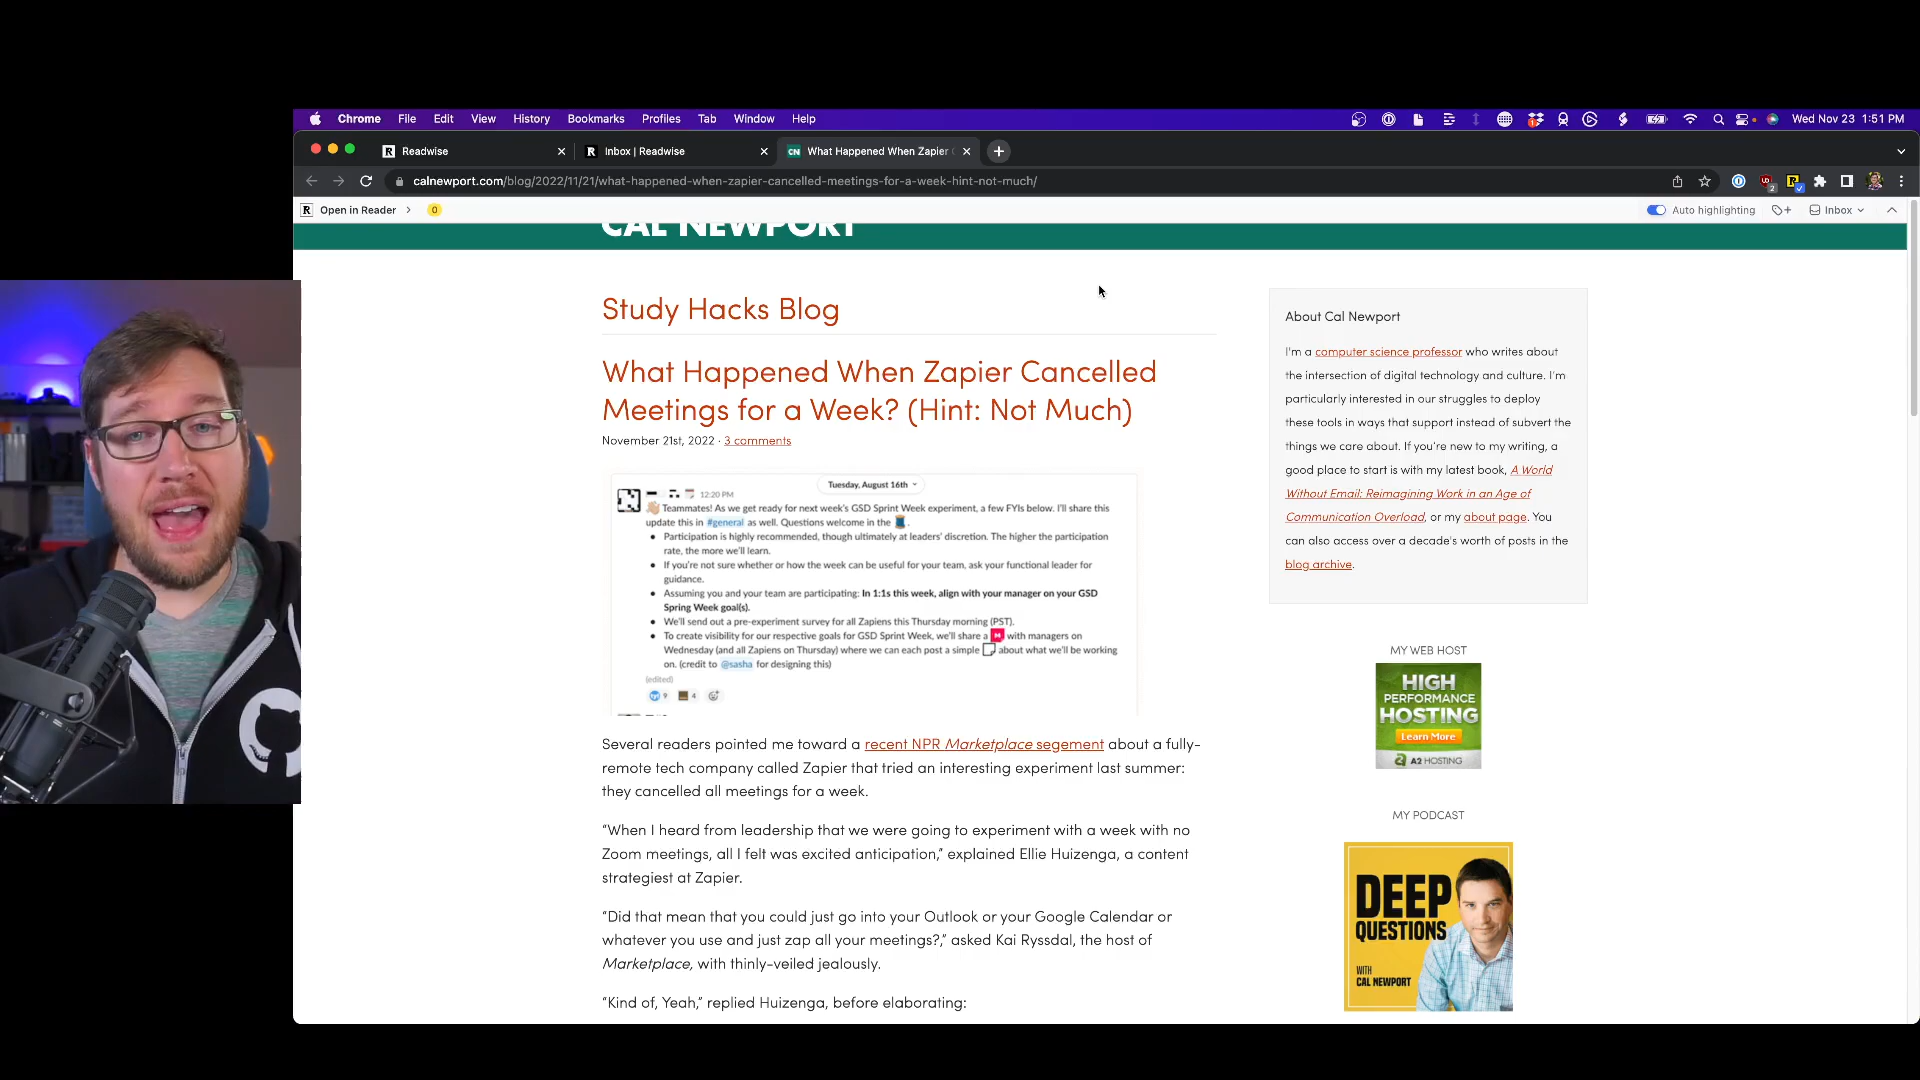 Chrome File Edit View History Bookmarks Profiles Tab Window Help
Wed Nov 23 1:51 PM
Readwise
Inbox | Readwise
What Happened When Zapier C
calnewport.com/blog/2022/11/21/what-happened-when-zapier-cancelled-meetings-for-a-week-hint-not-much/
Open in Reader
0
Auto highlighting
Inbox
CAL NEWPORT
Study Hacks Blog
What Happened When Zapier Cancelled
Meetings for a Week? (Hint: Not Much)
November 21st, 2022 · 3 comments
Tuesday, August 16th
12:20 PM
Teammates! As we get ready for next week's GSD Sprint Week experiment, a few FYIs below. I'll share this
update this in #general as well. Questions welcome in the
• Participation is highly recommended, though ultimately at leaders' discretion. The higher the participation
rate, the more we'll learn.
• If you're not sure whether or how the week can be useful for your team, ask your functional leader for
guidance.
• Assuming you and your team are participating: In 1:1s this week, align with your manager on your GSD
Spring Week goal(s).
• We'll send out a pre-experiment survey for all Zapiens this Thursday morning (PST).
• To create visibility for our respective goals for GSD Sprint Week, we'll share a with managers on
Wednesday (and all Zapiens on Thursday) where we can each post a simple about what we'll be working
on. (credit to @sasha for designing this)
(edited)
9 4
Several readers pointed me toward a recent NPR Marketplace segement about a fully-
remote tech company called Zapier that tried an interesting experiment last summer:
they cancelled all meetings for a week.
“When I heard from leadership that we were going to experiment with a week with no
Zoom meetings, all I felt was excited anticipation,” explained Ellie Huizenga, a content
strategiest at Zapier.
“Did that mean that you could just go into your Outlook or your Google Calendar or
whatever you use and just zap all your meetings?,” asked Kai Ryssdal, the host of
Marketplace, with thinly-veiled jealously.
“Kind of, Yeah,” replied Huizenga, before elaborating:
About Cal Newport
I'm a computer science professor who writes about
the intersection of digital technology and culture. I'm
particularly interested in our struggles to deploy
these tools in ways that support instead of subvert the
things we care about. If you're new to my writing, a
good place to start is with my latest book, A World
Without Email: Reimagining Work in an Age of
Communication Overload, or my about page. You
can also access over a decade's worth of posts in the
blog archive.
MY WEB HOST
HIGH
PERFORMANCE
HOSTING
Learn More
A2 HOSTING
MY PODCAST
DEEP
QUESTIONS
WITH
CAL NEWPORT